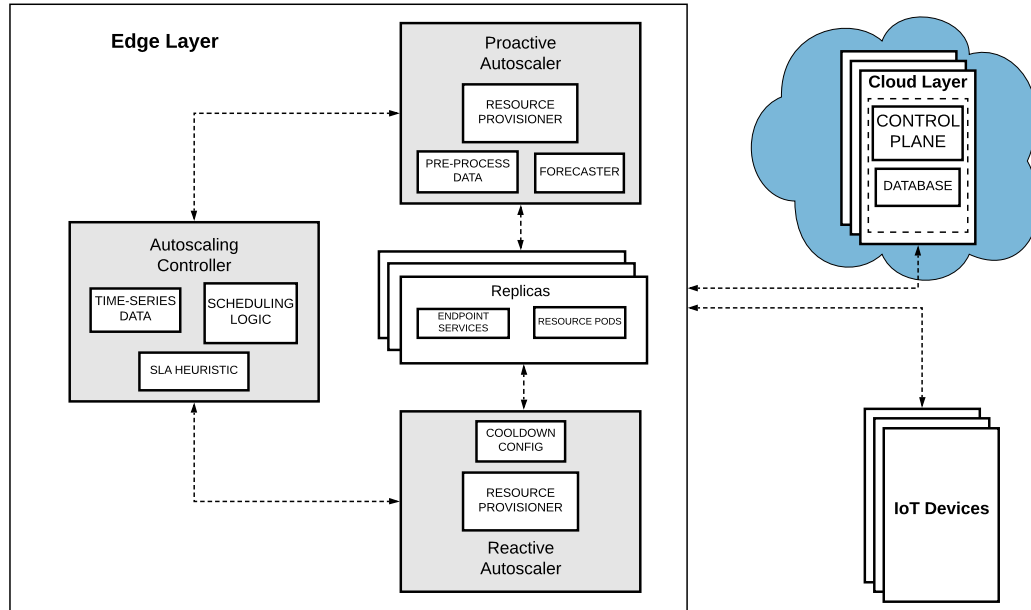 Edge Layer
Proactive
Autoscaler
RESOURCE
PROVISIONER
PRE-PROCESS
DATA
FORECASTER
Autoscaling
Controller
TIME-SERIES
DATA
SCHEDULING
LOGIC
SLA HEURISTIC
Replicas
ENDPOINT
SERVICES
RESOURCE PODS
COOLDOWN
CONFIG
RESOURCE
PROVISIONER
Reactive
Autoscaler
Cloud Layer
CONTROL
PLANE
DATABASE
IoT Devices